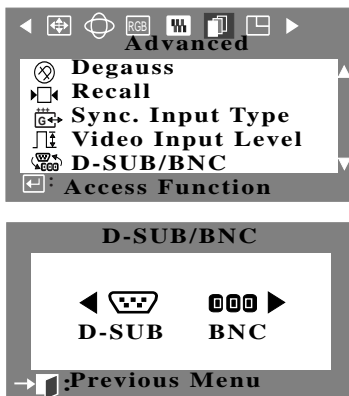 RGB
Advanced
Degauss
Recall
G
Sync. Input Type
Video Input Level
D-SUB/BNC
: Access Function
D-SUB/BNC
D-SUB BNC
:Previous Menu